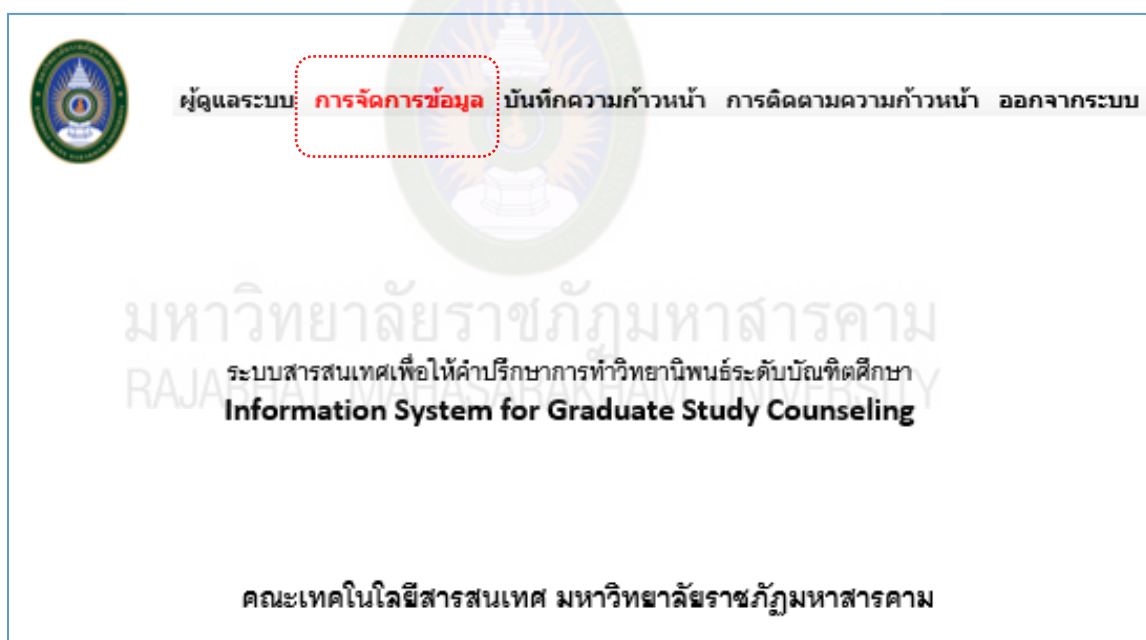 ผู้ดูแลระบบ การจัดการข้อมูล บันทึกความก้าวหน้า การติดตามความก้าวหน้า ออกจากระบบ
มหาวิทยาลัยราชภัฏมหาสารคาม
ระบบสารสนเทศเพื่อให้คำปรึกษาการทำวิทยานิพนธ์ระดับบัณฑิตศึกษา
RAJABHAT MAHASARAKHAM UNIVERSITY
Information System for Graduate Study Counseling
คณะเทคโนโลยีสารสนเทศ มหาวิทยาลัยราชภัฏมหาสารคาม